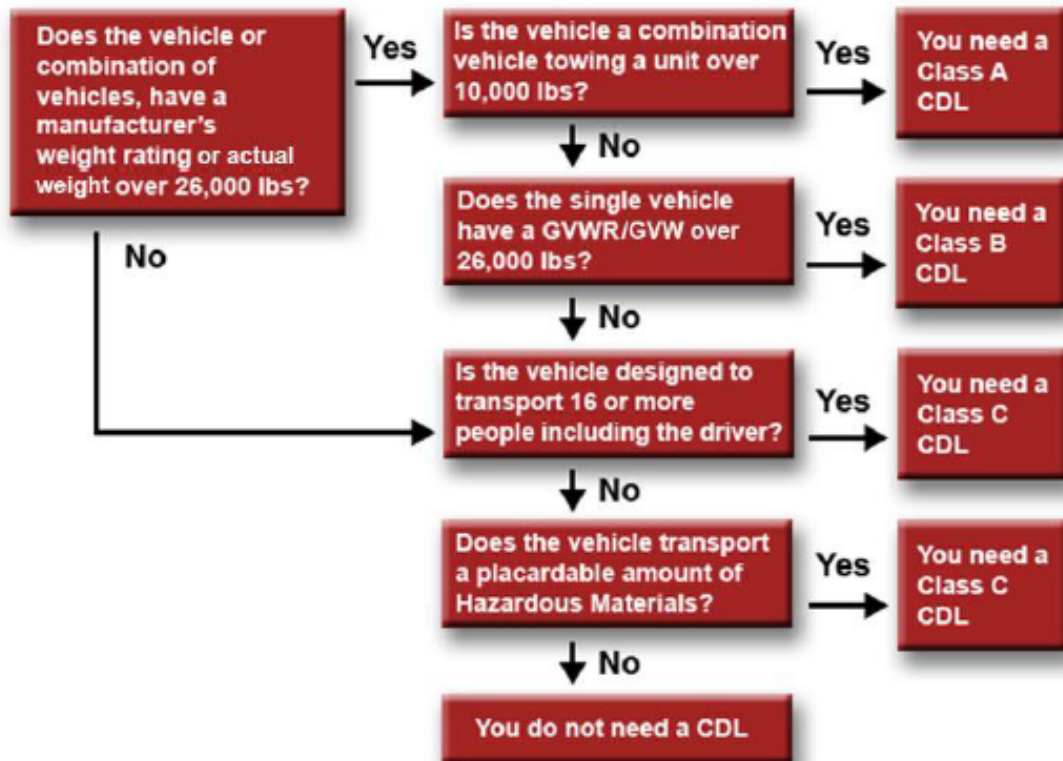 Does the vehicle or
combination of
vehicles, have a
manufacturer's
weight rating or actual
weight over 26,000 lbs?
Yes
Is the vehicle a combination
vehicle towing a unit over
10,000 lbs?
Yes
You need a
Class A
CDL
No
Does the single vehicle
have a GVWR/GVW over
26,000 lbs?
Yes
You need a
Class B
CDL
No
No
Is the vehicle designed to
transport 16 or more
people including the driver?
Yes
You need a
Class C
CDL
No
Does the vehicle transport
a placardable amount of
Hazardous Materials?
Yes
You need a
Class C
CDL
No
You do not need a CDL